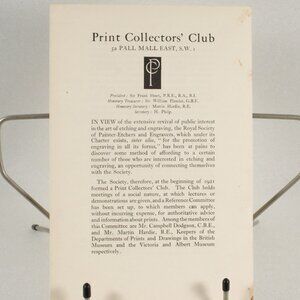 Print Collectors' Club
5a PALL MALL EAST, S.W. 1
PC
President: Sir Frank Short, P.R.E., R.A., R.I.
Honorary Treasurer: Sir William Plender, G.B.E.
Honorary Secretary: Martin Hardie, R.E.
Secretary: H. Philp.
IN VIEW of the extensive revival of public interest
in the art of etching and engraving, the Royal Society
of Painter-Etchers and Engravers, which under its
Charter exists, inter alia, "for the promoting of
engraving in all its forms," has been at pains to
discover some method of affording to a certain
number of those who are interested in etching and
engraving, an opportunity of connecting themselves
with the Society.
The Society, therefore, at the beginning of 1921
formed a Print Collectors' Club. The Club holds
meetings of a social nature, at which lectures or
demonstrations are given, and a Reference Committee
has been set up, to which members can apply,
without incurring expense, for authoritative advice
and information about prints. Among the members of
this Committee are Mr. Campbell Dodgson, C.B.E.,
and Mr. Martin Hardie, R.E., Keepers of the
Departments of Prints and Drawings in the British
Museum and the Victoria and Albert Museum
respectively.